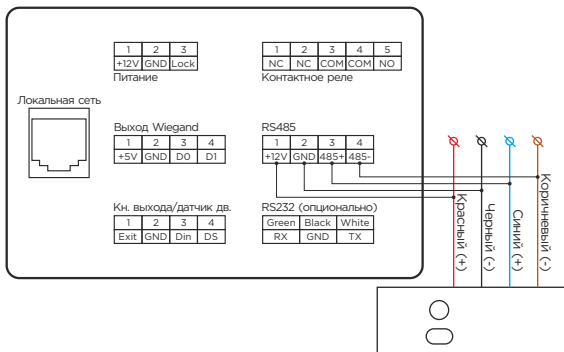 1 2 3
+12V GND Lock
Питание
1 2 3 4 5
NC NC COM COM NO
Контактное реле
Локальная сеть
Выход Wiegand
1 2 3 4
+5V GND D0 D1
RS485
1 2 3 4
+12V GND 485+ 485-
Кн. выхода/датчик дв.
1 2 3 4
Exit GND Din DS
RS232 (опционально)
Green Black White
RX GND TX
Красный (+)
Черный (-)
Синий (+)
Коричневый (-)